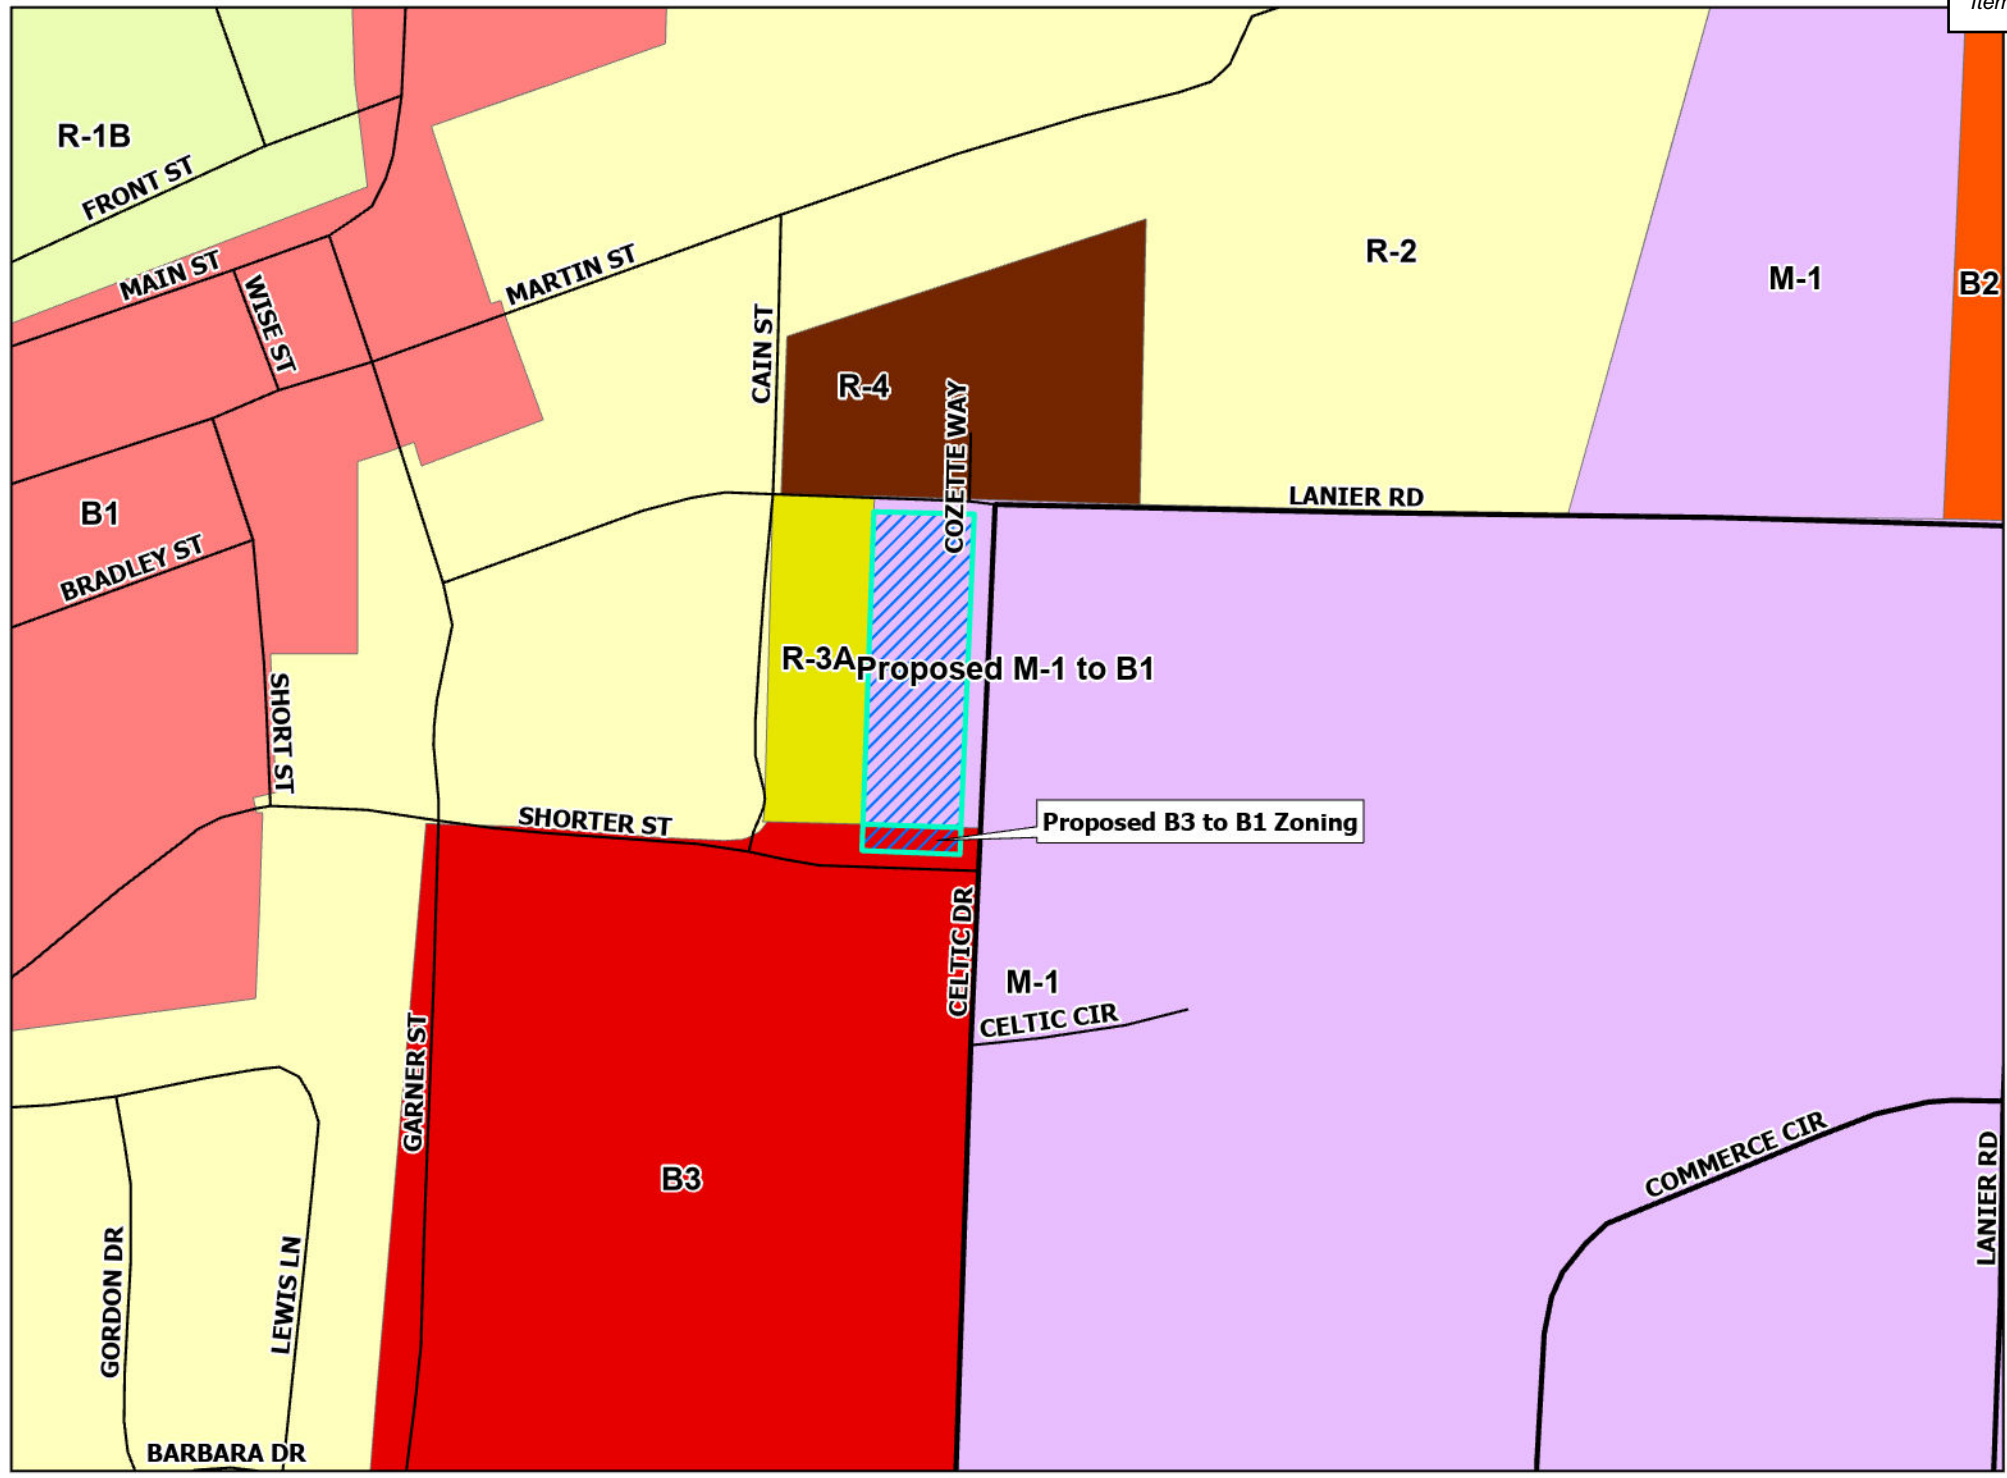 Item
R-1B
FRONT ST
MAIN ST
WISE ST
MARTIN ST
R-2
M-1
B2
CAIN ST
R-4
COZETTE WAY
LANIER RD
B1
BRADLEY ST
R-3A
Proposed M-1 to B1
SHORT ST
SHORTER ST
Proposed B3 to B1 Zoning
CELTIC DR
M-1
CELTIC CIR
GARNER ST
B3
COMMERCE CIR
LANIER RD
GORDON DR
LEWIS LN
BARBARA DR